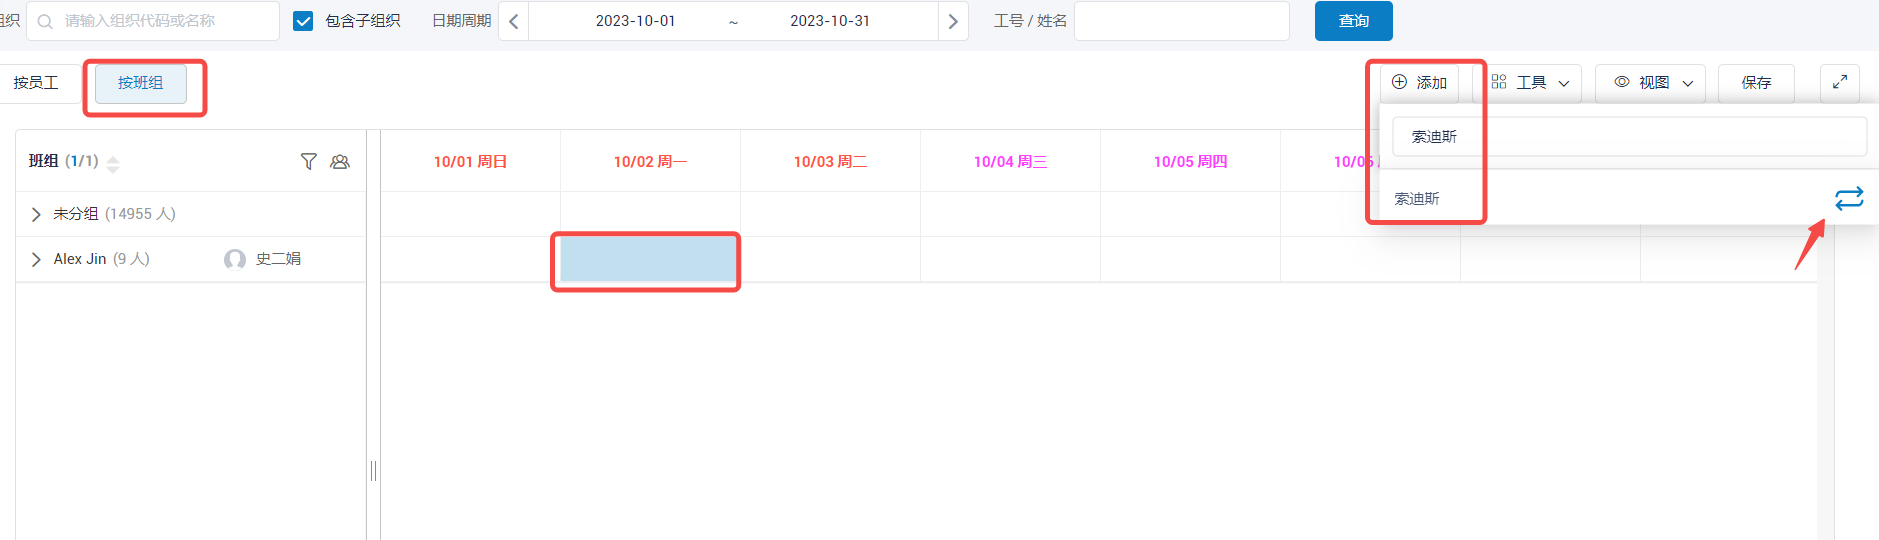 组织 请输入组织代码或名称 包含子组织 日期周期 2023-10-01 ~ 2023-10-31 工号 / 姓名 查询
按员工 按班组 添加 工具 视图 保存
索迪斯
班组 (1/1) 10/01 周日 10/02 周一 10/03 周二 10/04 周三 10/05 周四 10/06
索迪斯
未分组 (14955 人)
Alex Jin (9 人) 史二娟